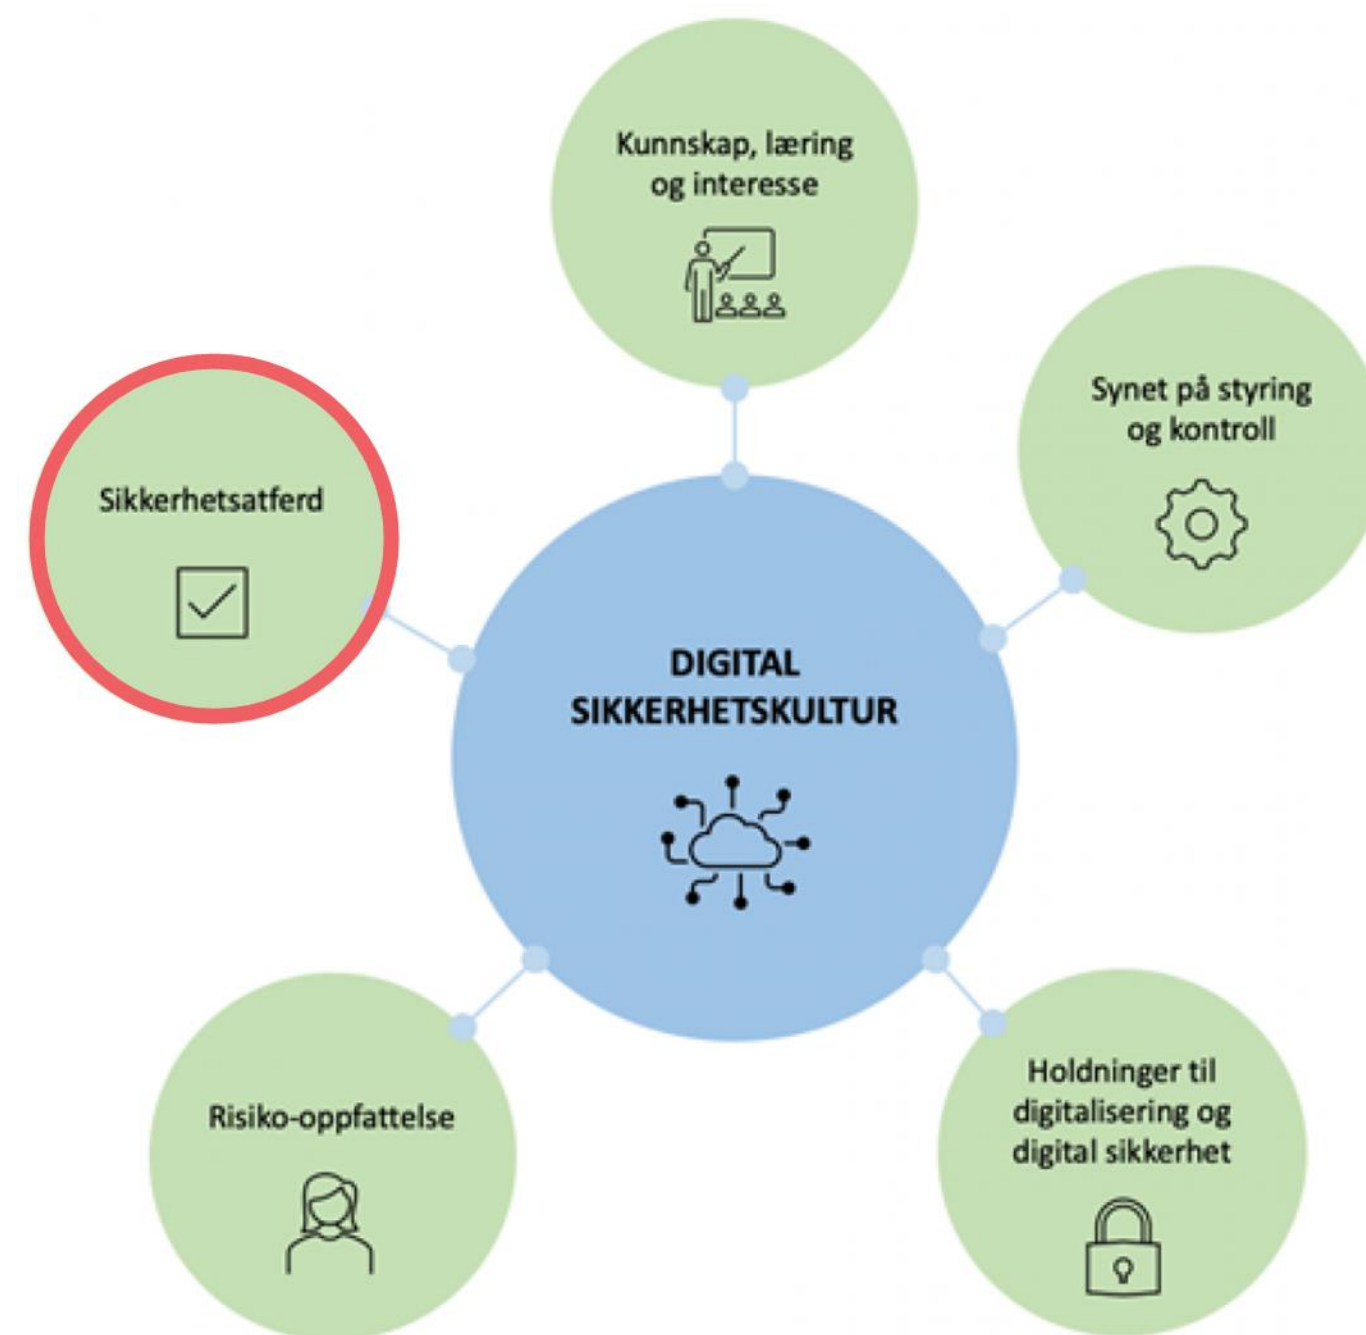 Kunnskap, læring
og interesse
Synet på styring
og kontroll
Sikkerhetsatferd
DIGITAL
SIKKERHETSKULTUR
Risiko-oppfattelse
Holdninger til
digitalisering og
digital sikkerhet